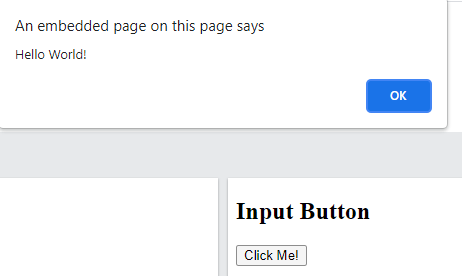 An embedded page on this page says
Hello World!
OK
Input Button
Click Me!